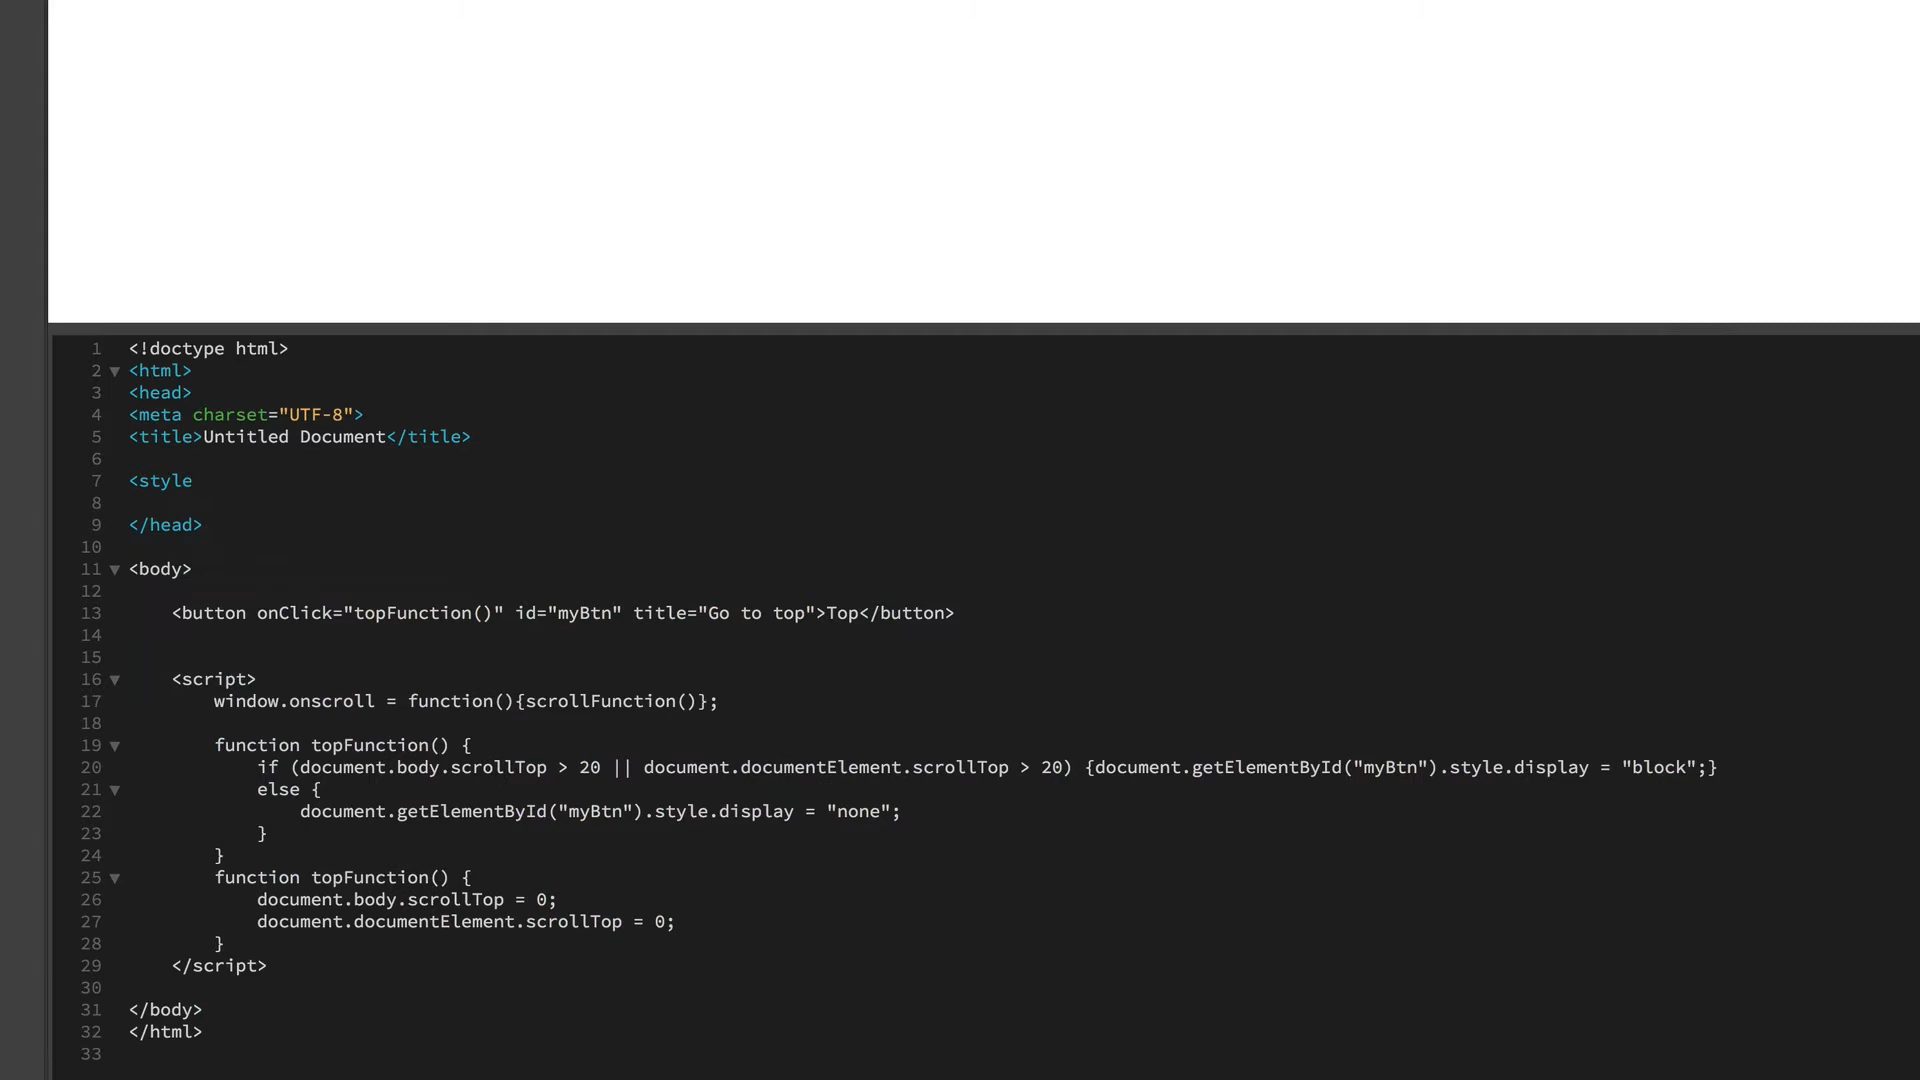 1 <!doctype html>
2 ▼ <html>
3 <head>
4 <meta charset="UTF-8">
5 <title>Untitled Document</title>
6
7 <style
8
9 </head>
10
11 ▼ <body>
12
13 <button onClick="topFunction()" id="myBtn" title="Go to top">Top</button>
14
15
16 ▼ <script>
17 window.onscroll = function(){scrollFunction()};
18
19 ▼ function topFunction() {
20 if (document.body.scrollTop > 20 || document.documentElement.scrollTop > 20) {document.getElementById("myBtn").style.display = "block";}
21 ▼ else {
22 document.getElementById("myBtn").style.display = "none";
23 }
24 }
25 ▼ function topFunction() {
26 document.body.scrollTop = 0;
27 document.documentElement.scrollTop = 0;
28 }
29 </script>
30
31 </body>
32 </html>
33